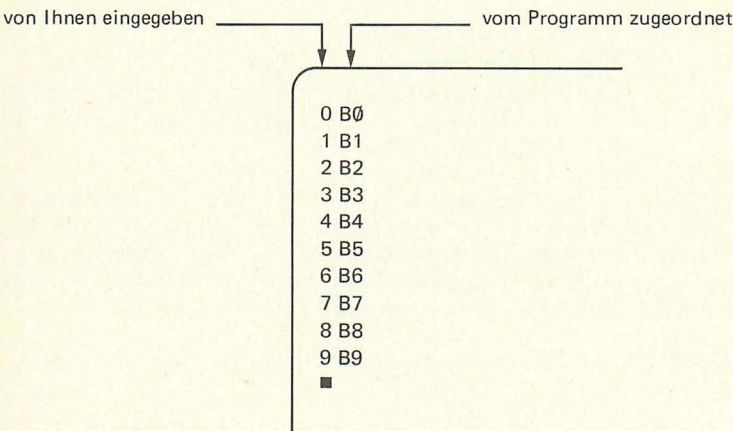 von Ihnen eingegeben vom Programm zugeordnet
0 BØ
1 B1
2 B2
3 B3
4 B4
5 B5
6 B6
7 B7
8 B8
9 B9